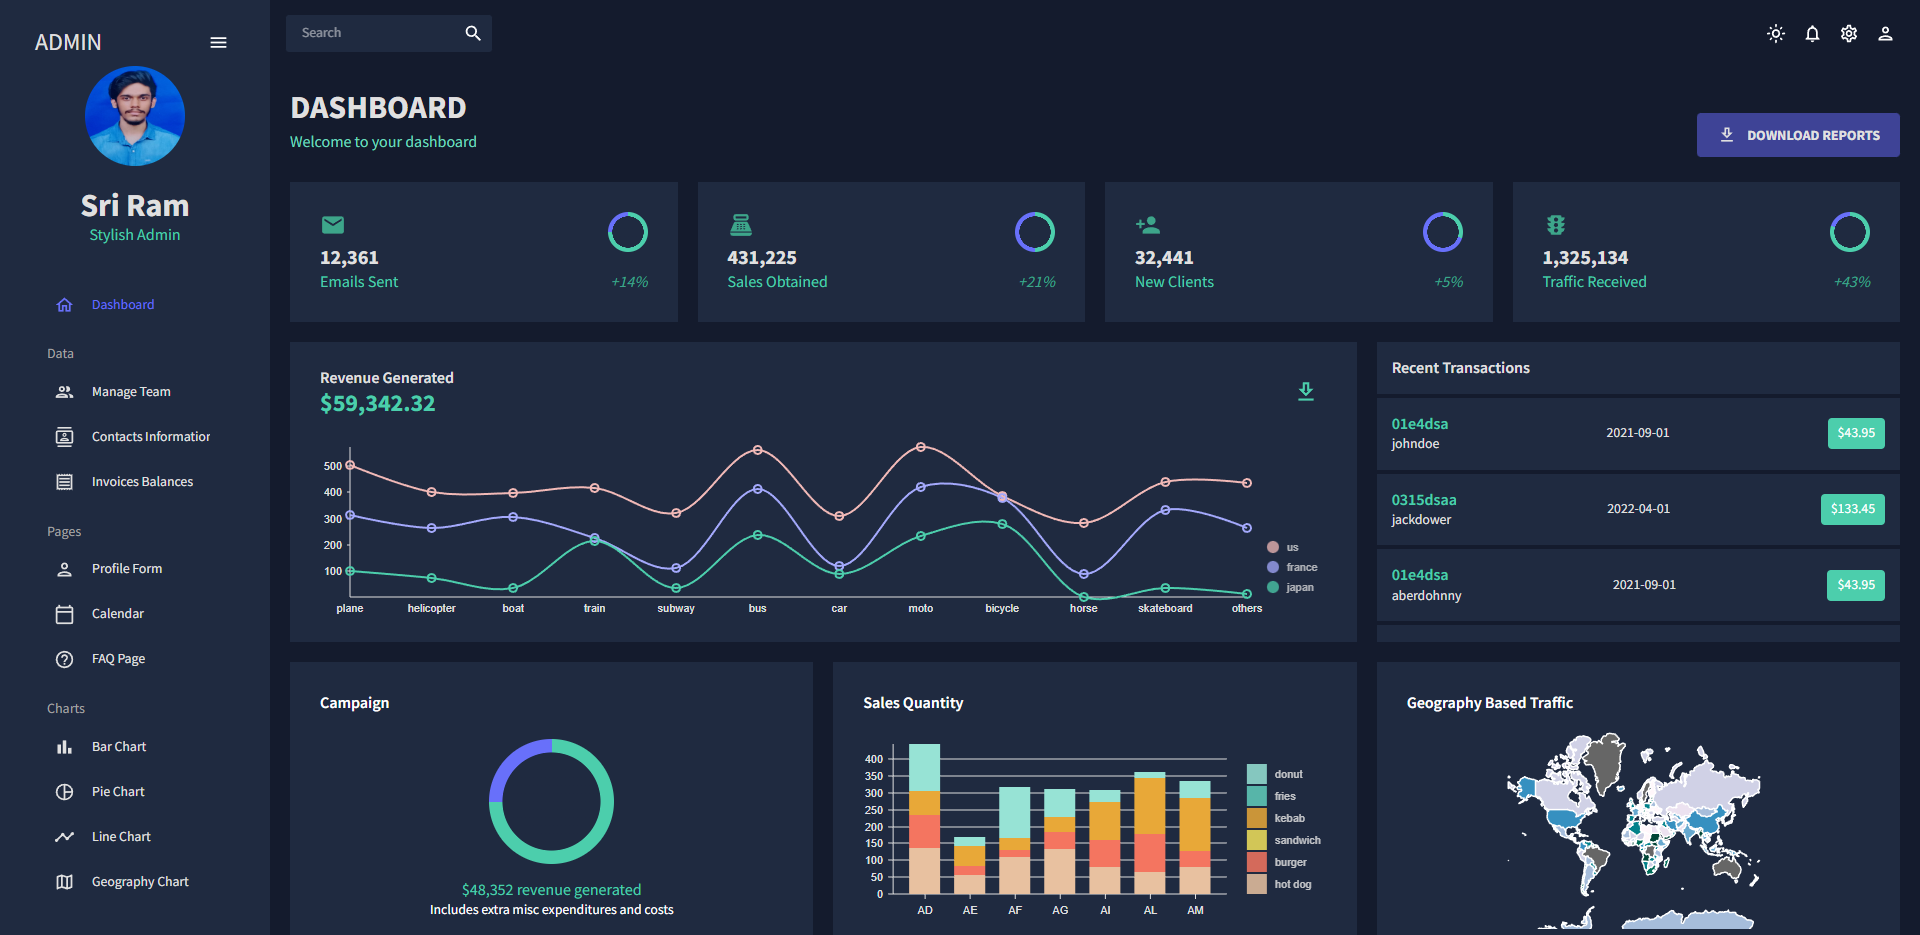 ADMIN
Search
Sri Ram
Stylish Admin
Dashboard
Data
Manage Team
Contacts Information
Invoices Balances
Pages
Profile Form
Calendar
FAQ Page
Charts
Bar Chart
Pie Chart
Line Chart
Geography Chart
DASHBOARD
Welcome to your dashboard
DOWNLOAD REPORTS
12,361
Emails Sent
+14%
431,225
Sales Obtained
+21%
32,441
New Clients
+5%
1,325,134
Traffic Received
+43%
Revenue Generated
$59,342.32
500
400
300
200
100
plane helicopter boat train subway bus car moto bicycle horse skateboard others
us
france
japan
Recent Transactions
01e4dsa
johndoe
2021-09-01
$43.95
0315dsaa
jackdower
2022-04-01
$133.45
01e4dsa
aberdohnny
2021-09-01
$43.95
Campaign
$48,352 revenue generated
Includes extra misc expenditures and costs
Sales Quantity
400
350
300
250
200
150
100
50
0
AD AE AF AG AI AL AM
donut
fries
kebab
sandwich
burger
hot dog
Geography Based Traffic